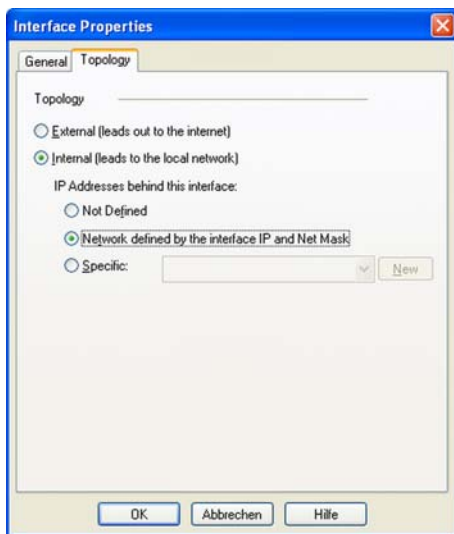 Interface Properties
General Topology
Topology
External (leads out to the internet)
Internal (leads to the local network)
IP Addresses behind this interface:
Not Defined
Network defined by the interface IP and Net Mask
Specific: New
OK Abbrechen Hilfe